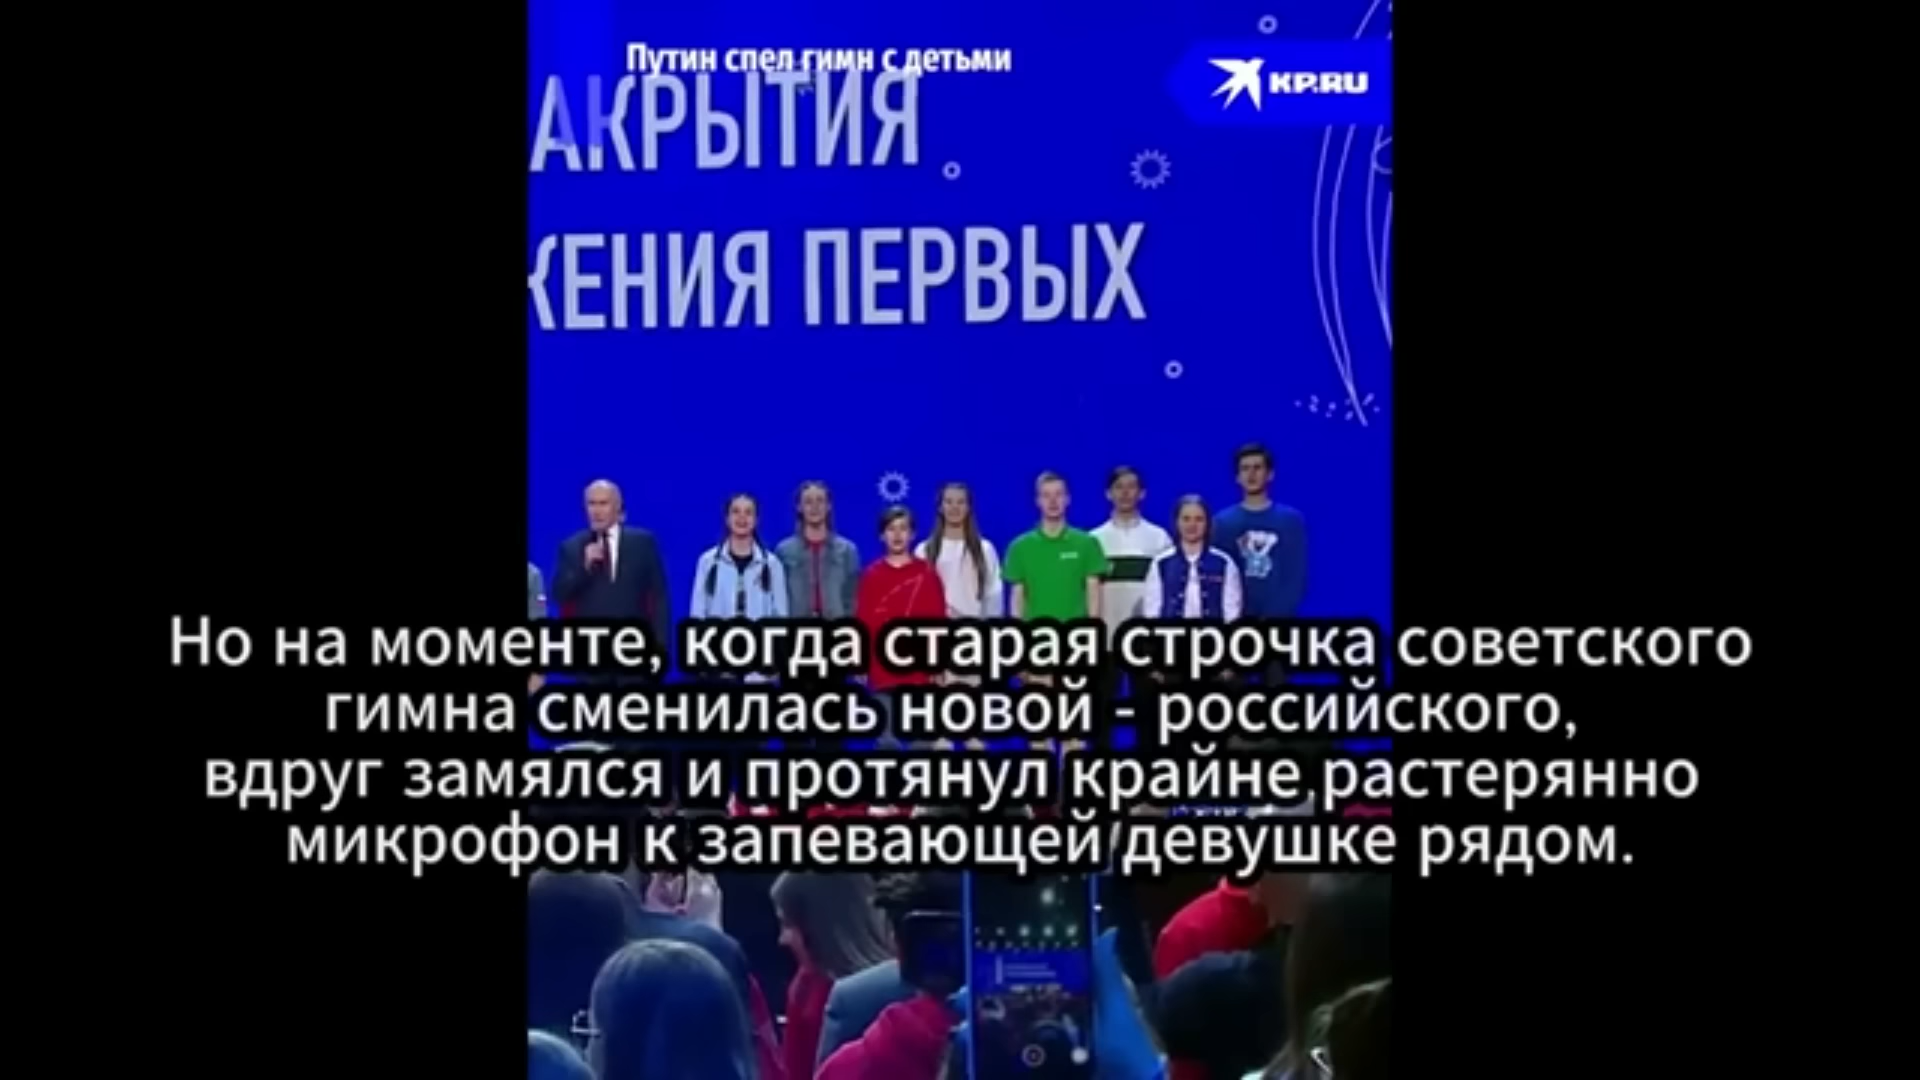 Путин спел гимн с детьми
KP.RU
АКРЫТИЯ
ЖЕНИЯ ПЕРВЫХ
Но на моменте, когда старая строчка советского
гимна сменилась новой - российского,
вдруг замялся и протянул крайне растерянно
микрофон к запевающей девушке рядом.